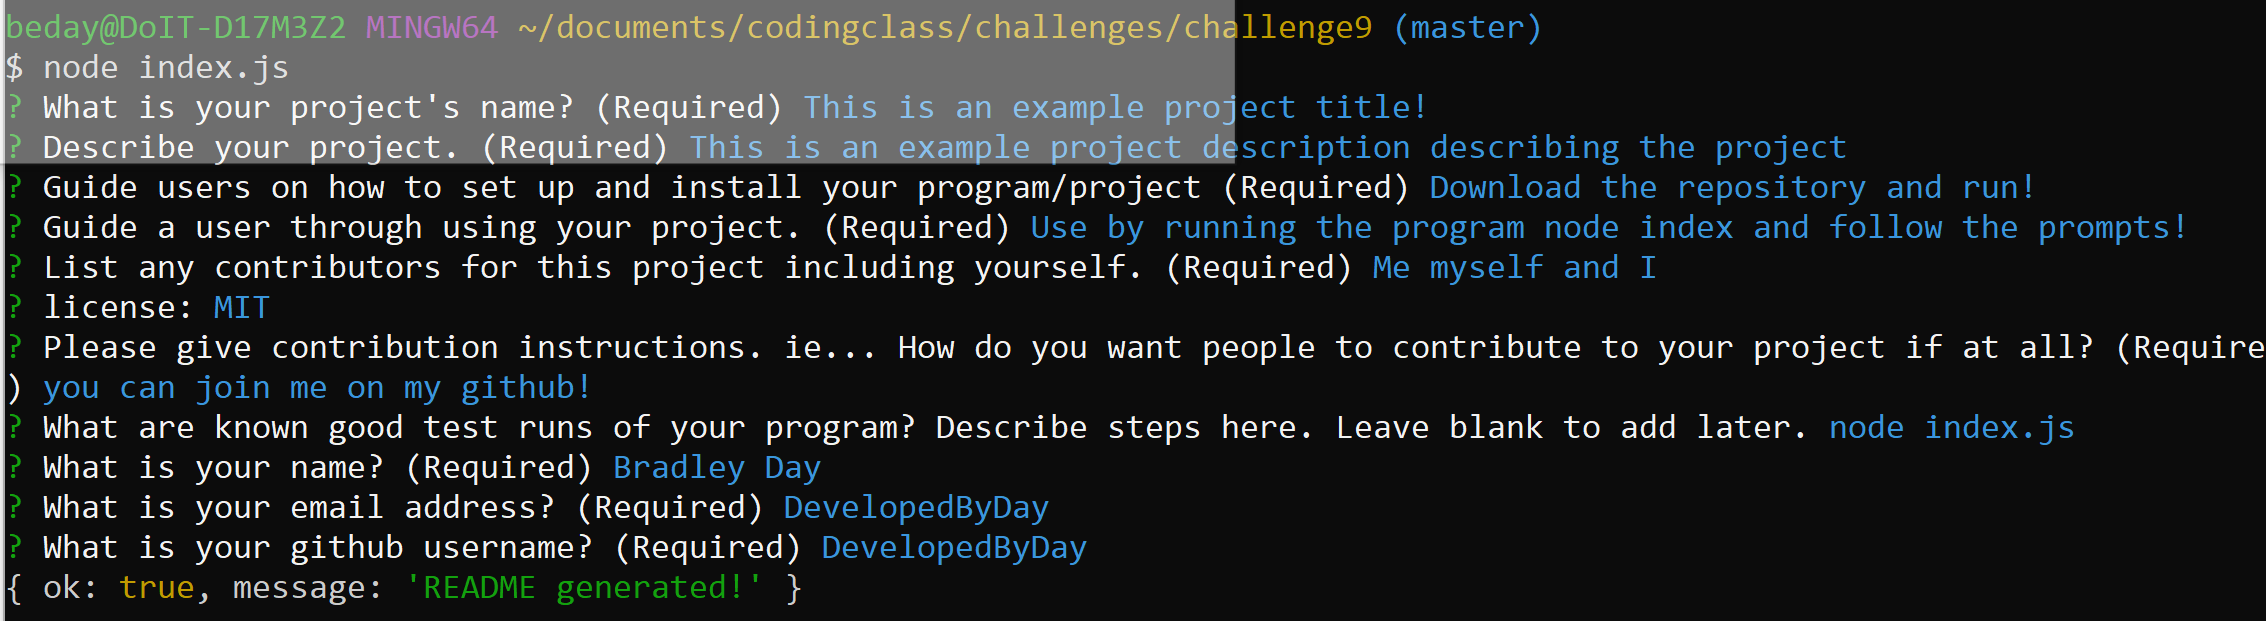 beday@DoIT-D17M3Z2 MINGW64 ~/documents/codingclass/challenges/challenge9 (master)
$ node index.js
? What is your project's name? (Required) This is an example project title!
? Describe your project. (Required) This is an example project description describing the project
? Guide users on how to set up and install your program/project (Required) Download the repository and run!
? Guide a user through using your project. (Required) Use by running the program node index and follow the prompts!
? List any contributors for this project including yourself. (Required) Me myself and I
? license: MIT
? Please give contribution instructions. ie... How do you want people to contribute to your project if at all? (Require
) you can join me on my github!
? What are known good test runs of your program? Describe steps here. Leave blank to add later. node index.js
? What is your name? (Required) Bradley Day
? What is your email address? (Required) DevelopedByDay
? What is your github username? (Required) DevelopedByDay
{ ok: true, message: 'README generated!' }